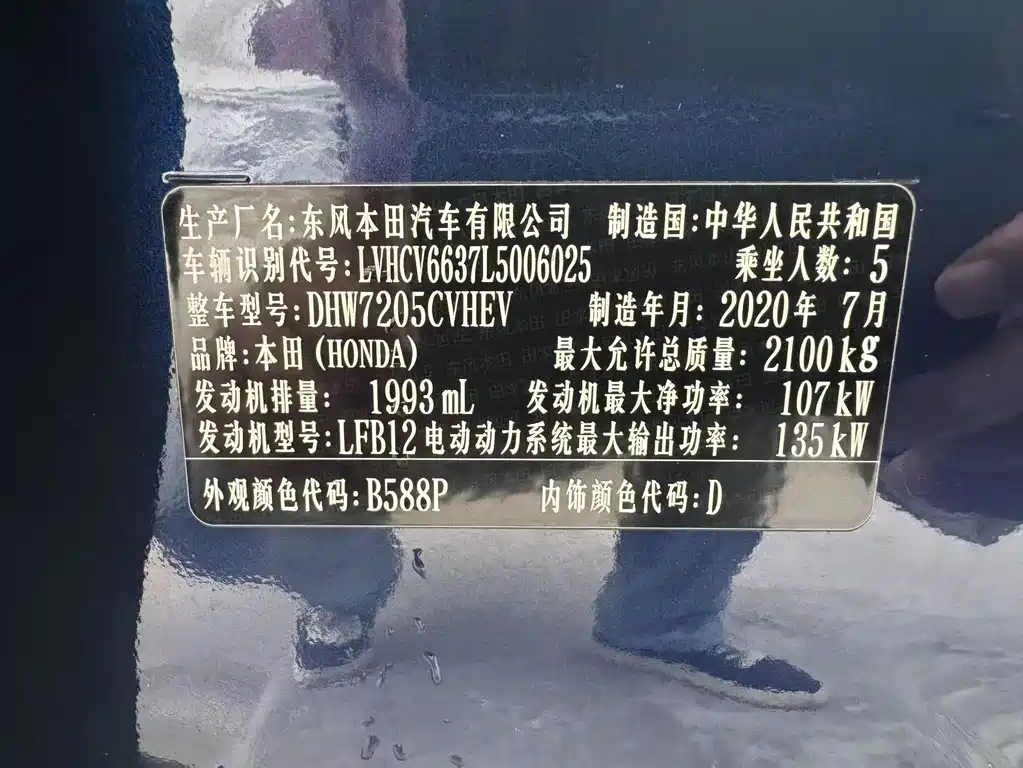 生产厂名:东风本田汽车有限公司 制造国:中华人民共和国
车辆识别代号:LVHCV6637L5006025 乘坐人数: 5
整车型号:DHW7205CVHEV 制造年月: 2020年 7月
品牌:本田(HONDA) 最大允许总质量: 2100kg
发动机排量: 1993mL 发动机最大净功率: 107kW
发动机型号:LFB12 电动动力系统最大输出功率: 135kW
外观颜色代码:B588P 内饰颜色代码:D